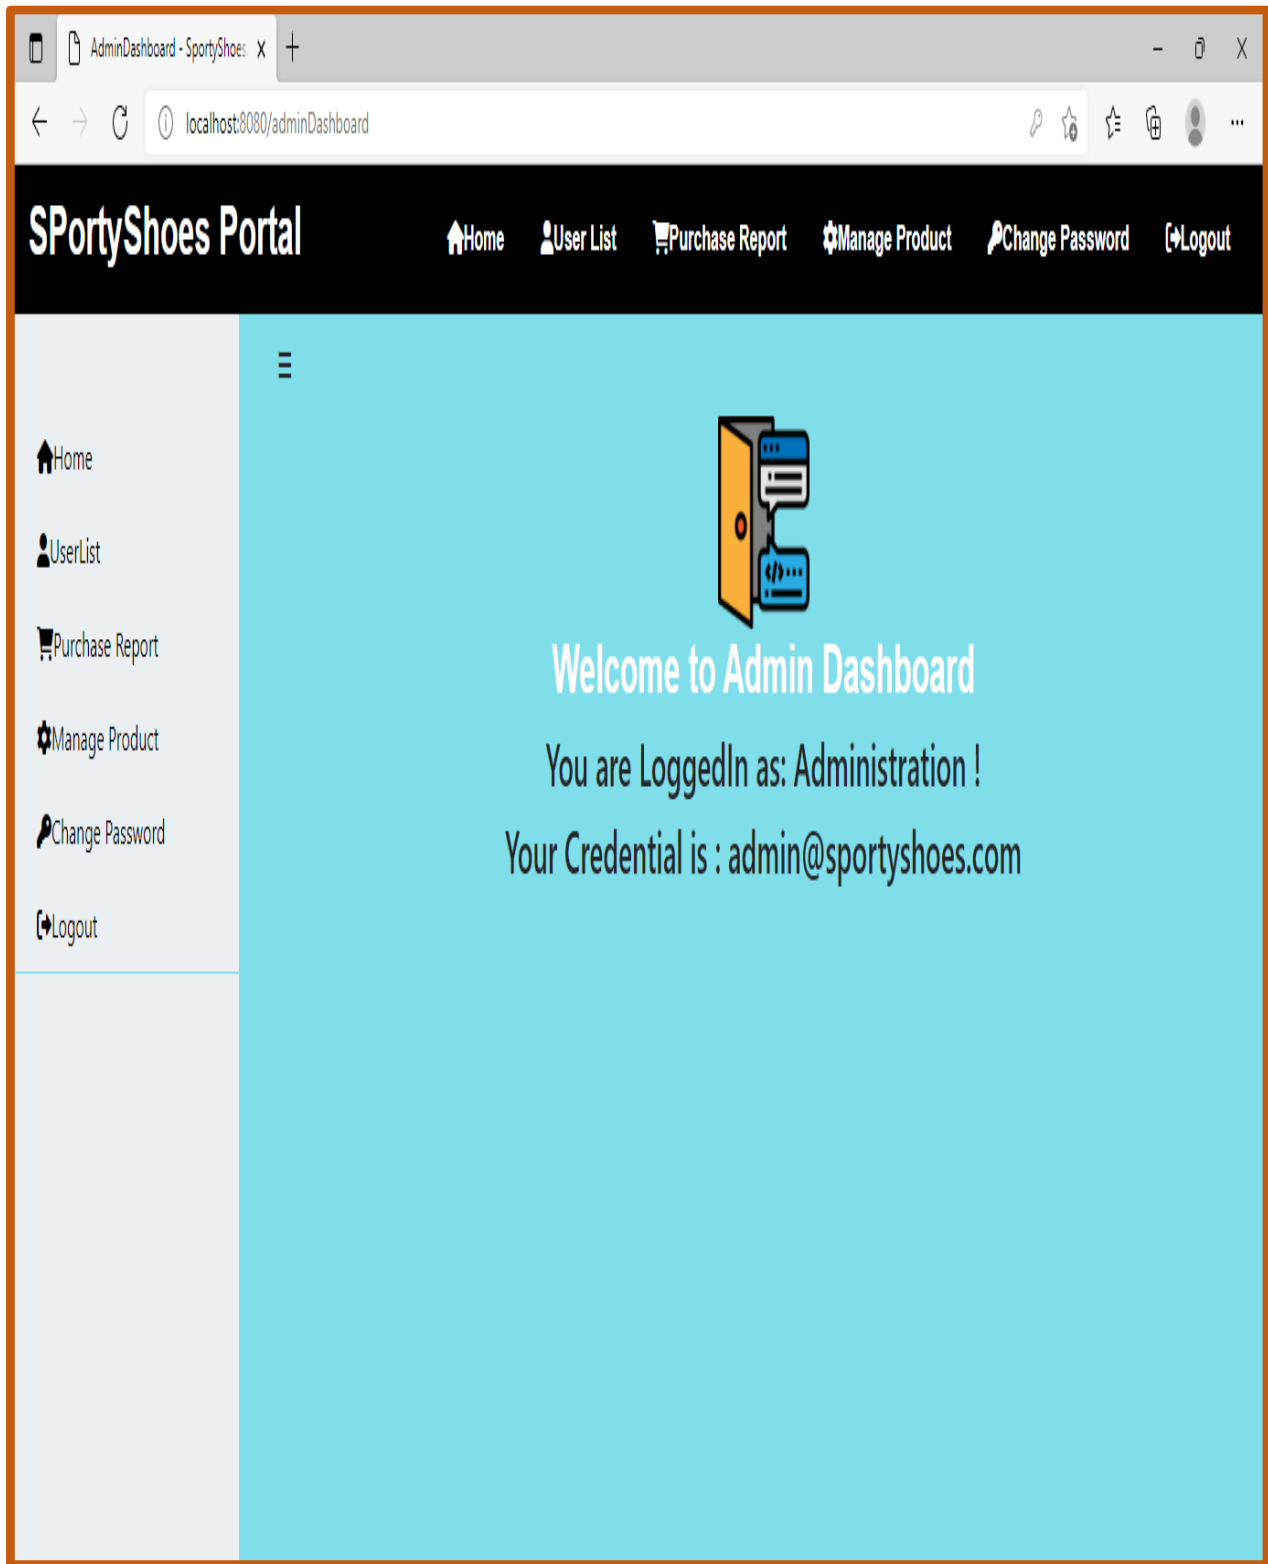 AdminDashboard - SportyShoes
localhost:8080/adminDashboard
SPortyShoes Portal
Home User List Purchase Report Manage Product Change Password Logout
Home
UserList
Purchase Report
Manage Product
Change Password
Logout
</>
Welcome to Admin Dashboard
You are LoggedIn as: Administration !
Your Credential is : admin@sportyshoes.com